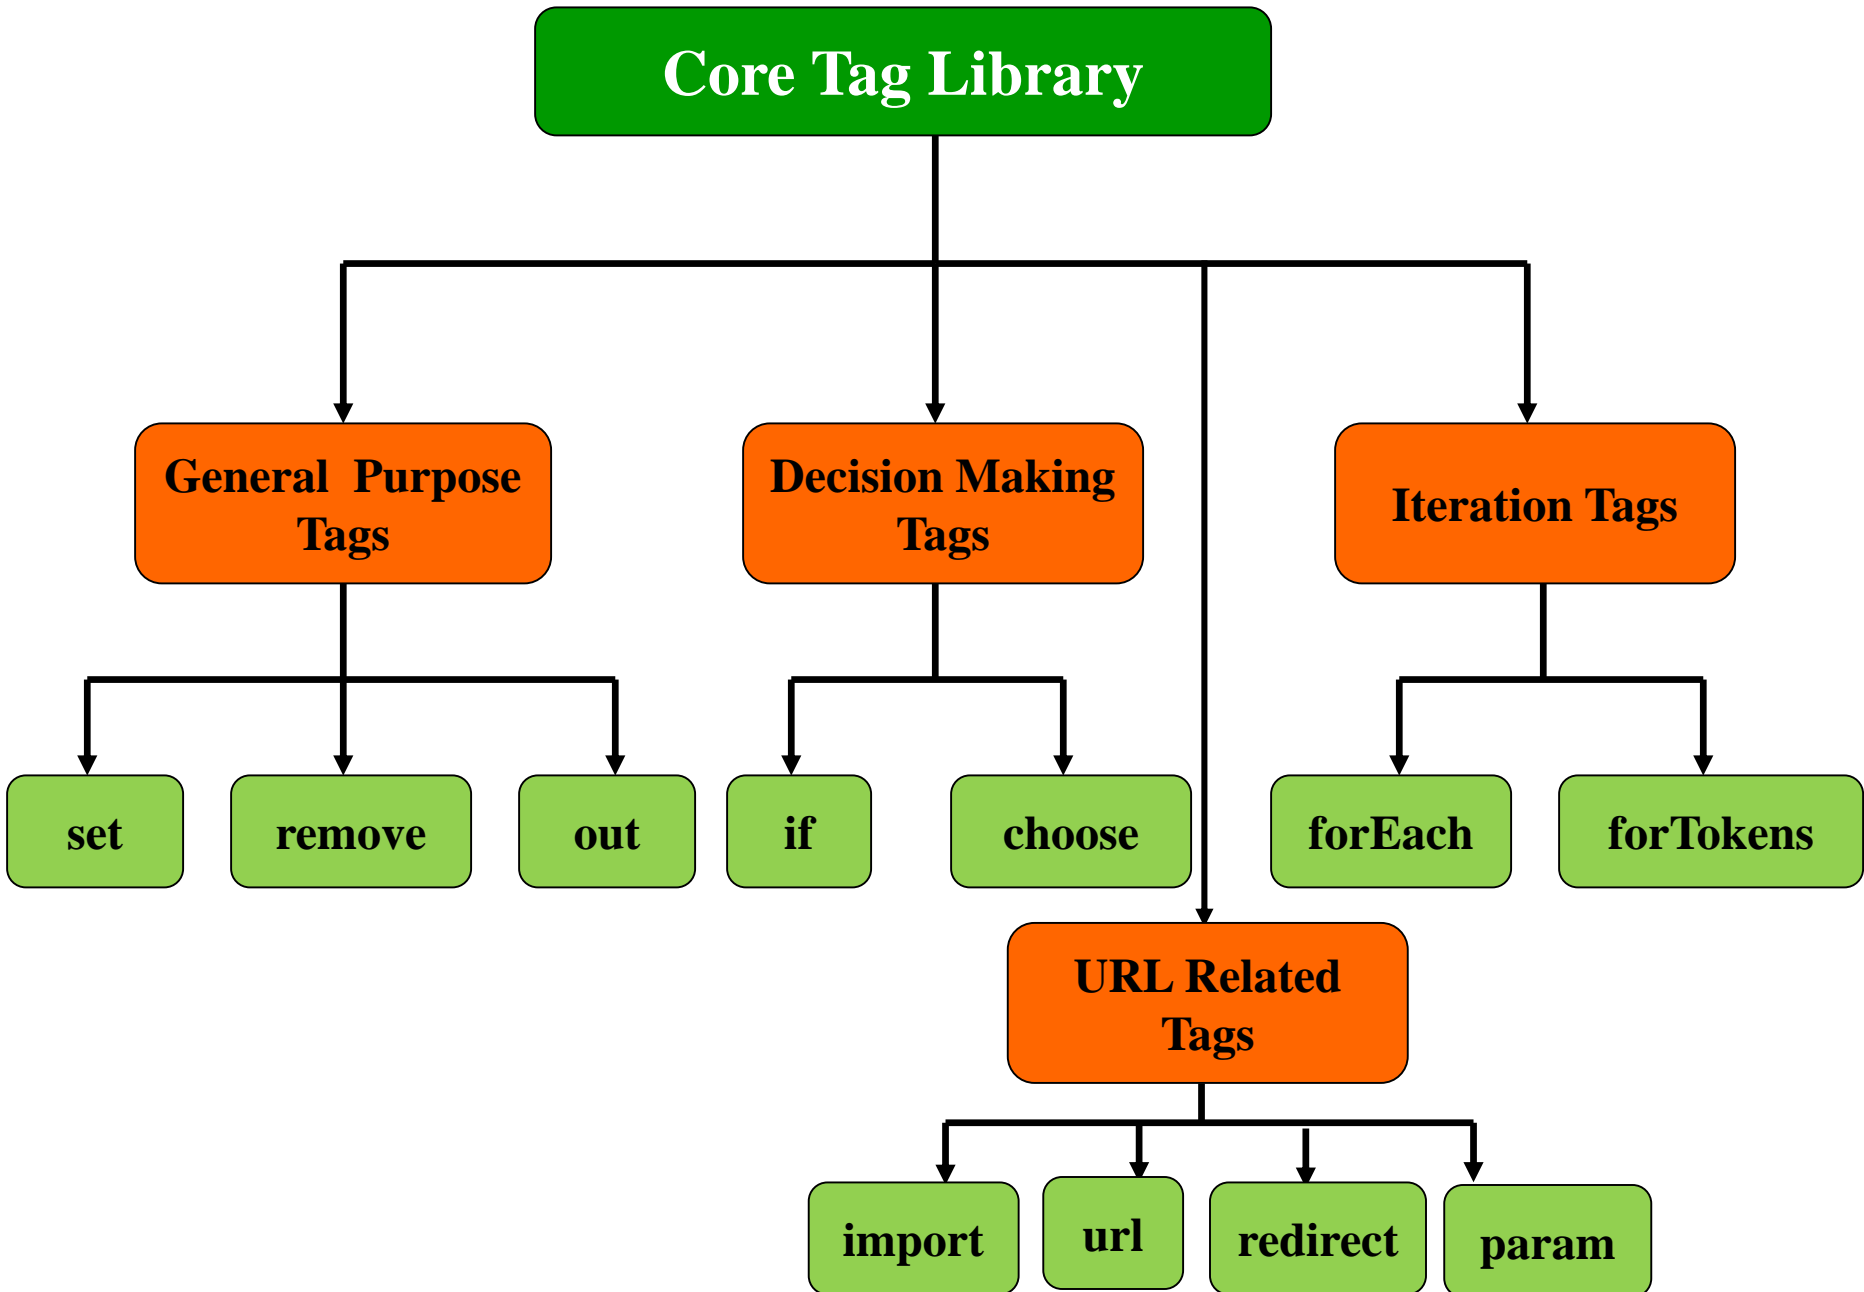 Core Tag Library
General  Purpose
Tags
Decision Making
Tags
Iteration Tags
set
remove
out
if
choose
forEach
forTokens
URL Related
Tags
import
url
redirect
param